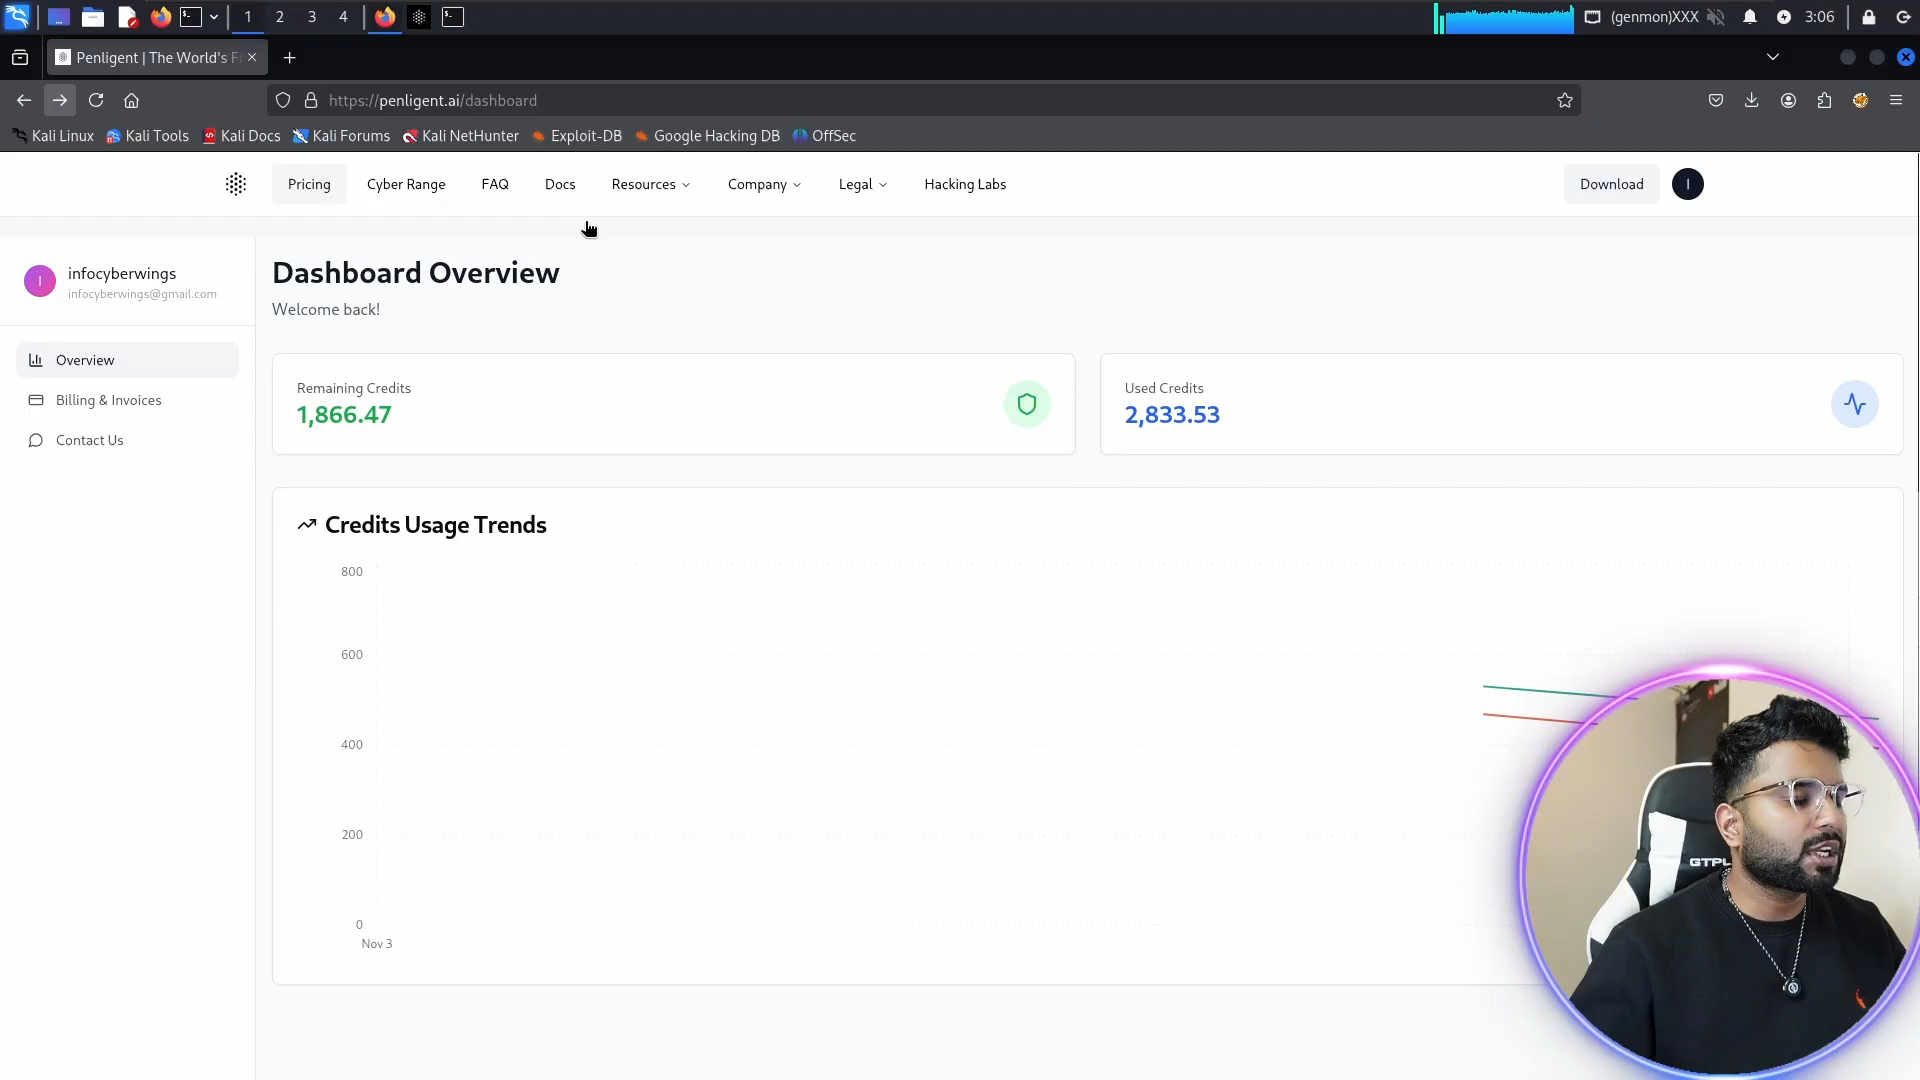 1 2 3 4 (genmon)XXX 3:06
Penligent | The World's Fi
https://penligent.ai/dashboard
Kali Linux Kali Tools Kali Docs Kali Forums Kali NetHunter Exploit-DB Google Hacking DB OffSec
Pricing Cyber Range FAQ Docs Resources Company Legal Hacking Labs Download I
I infocyberwings
infocyberwings@gmail.com
Overview
Billing & Invoices
Contact Us
Dashboard Overview
Welcome back!
Remaining Credits
1,866.47
Used Credits
2,833.53
Credits Usage Trends
800
600
400
200
0
Nov 3
GTPL